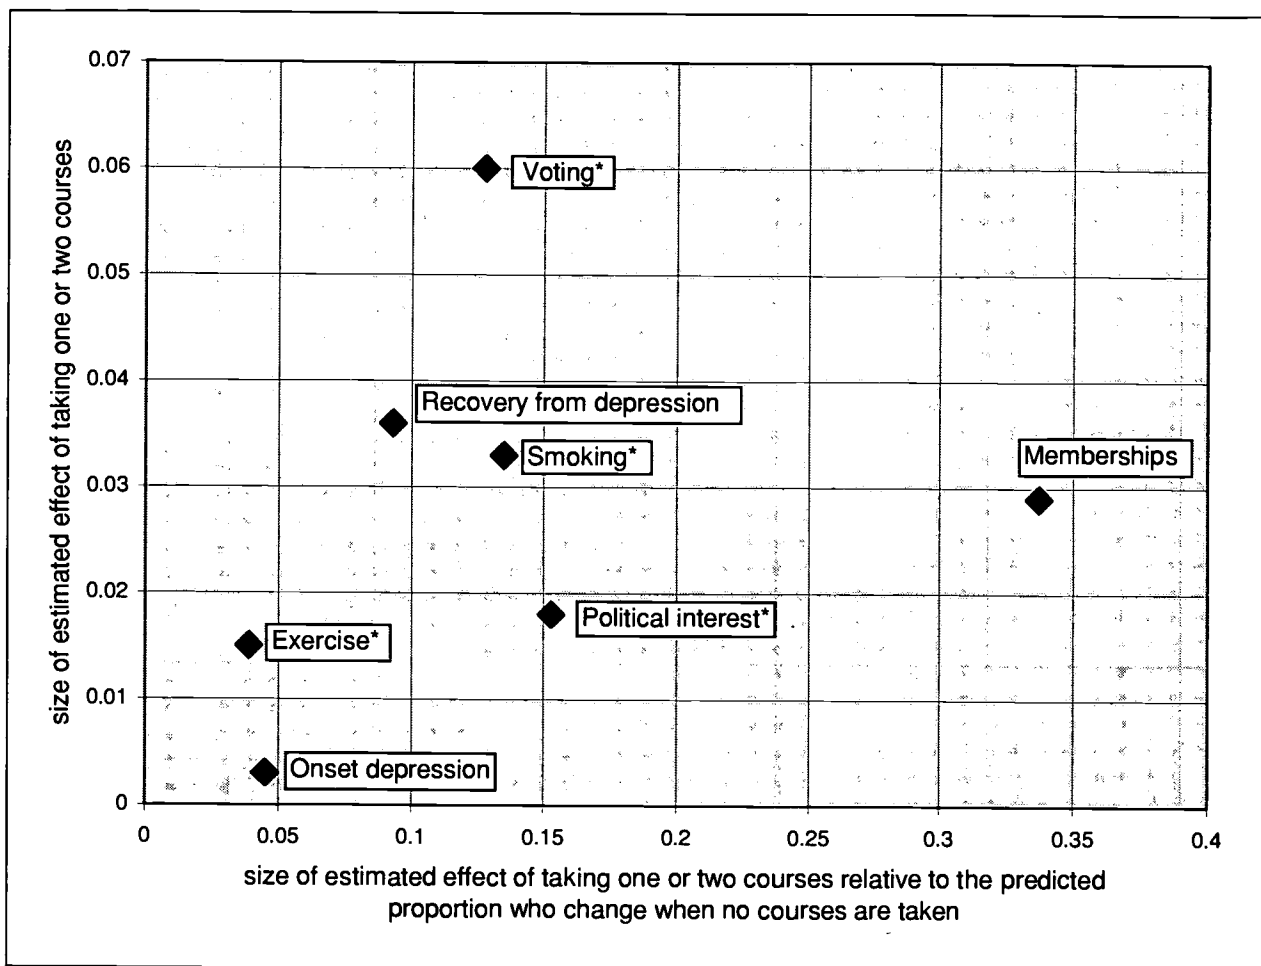 size of estimated effect of taking one or two courses
0.07
0.06
0.05
0.04
0.03
0.02
0.01
0
Voting*
Recovery from depression
Smoking*
Memberships
Political interest*
Exercise*
Onset depression
0 0.05 0.1 0.15 0.2 0.25 0.3 0.35 0.4
size of estimated effect of taking one or two courses relative to the predicted
proportion who change when no courses are taken